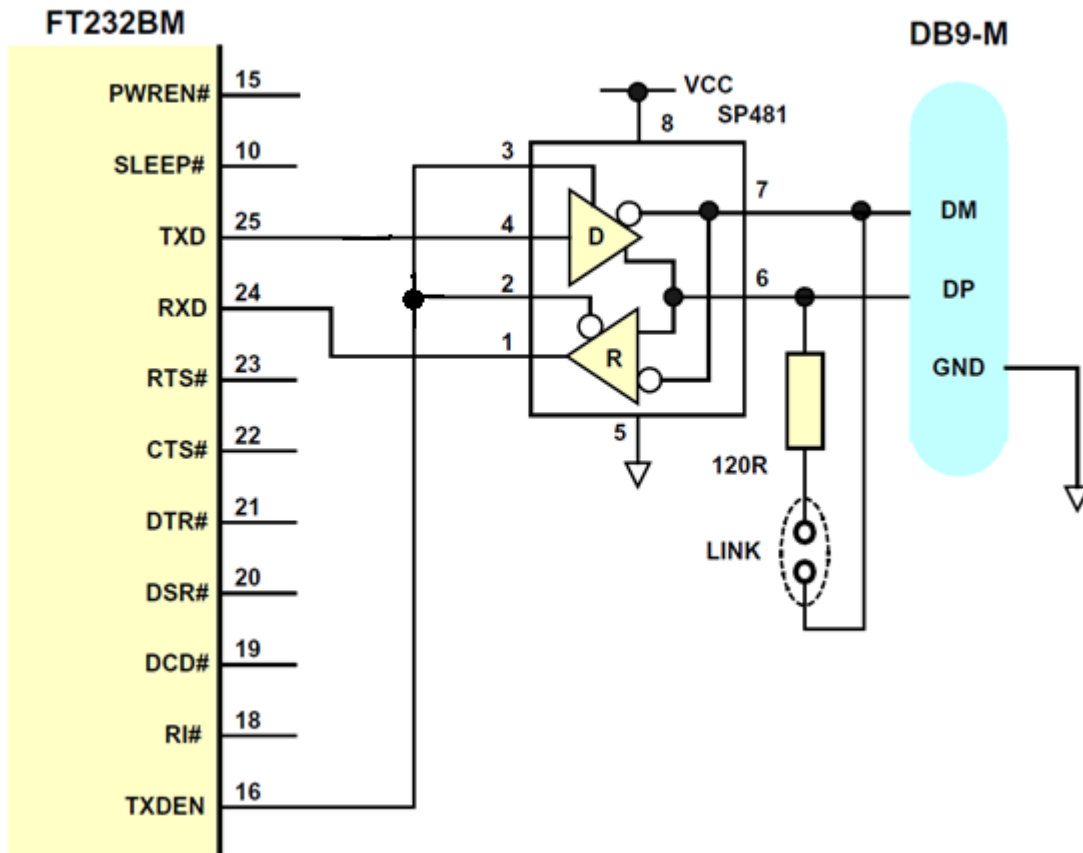 FT232BM
DB9-M
PWREN# 15
SLEEP# 10
TXD 25
RXD 24
RTS# 23
CTS# 22
DTR# 21
DSR# 20
DCD# 19
RI# 18
TXDEN 16
VCC
SP481
8
3
4
2
1
D
R
7
6
5
DM
DP
GND
120R
LINK